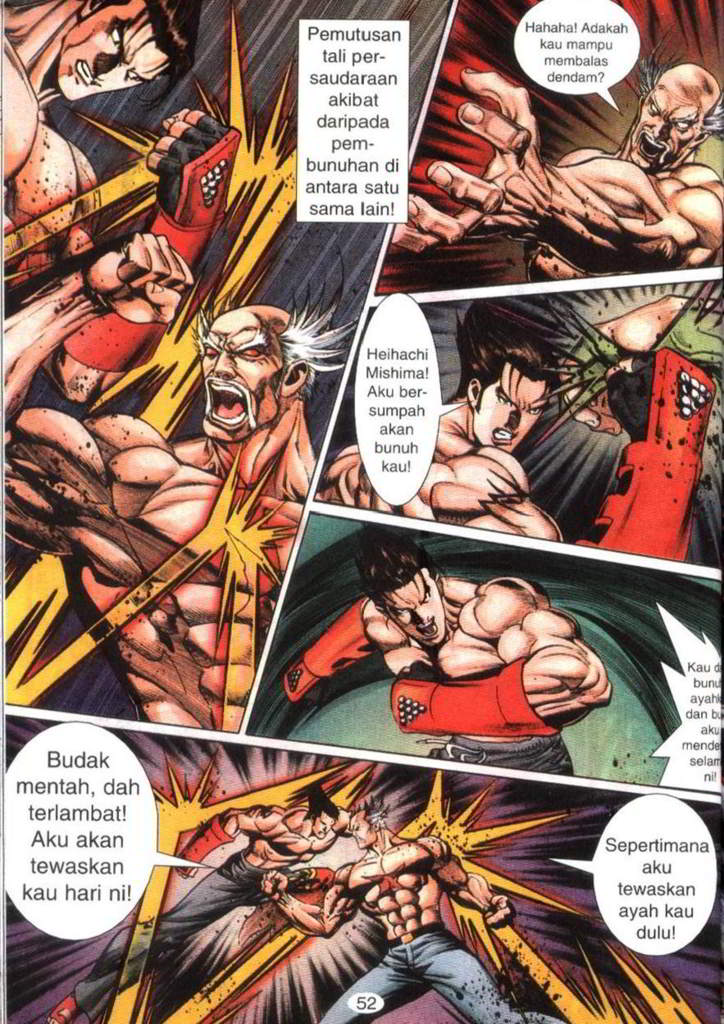 Pemutusan
tali per-
saudaraan
akibat
daripada
pem-
bunuhan di
antara satu
sama lain!
Hahaha! Adakah
kau mampu
membalas
dendam?
Heihachi
Mishima!
Aku ber-
sumpah
akan
bunuh
kau!
Kau
ayah
dan
aku
ni!
Budak
mentah, dah
terlambat!
Aku akan
tewaskan
kau hari ni!
Sepertimana
aku
tewaskan
ayah kau
dulu!
52